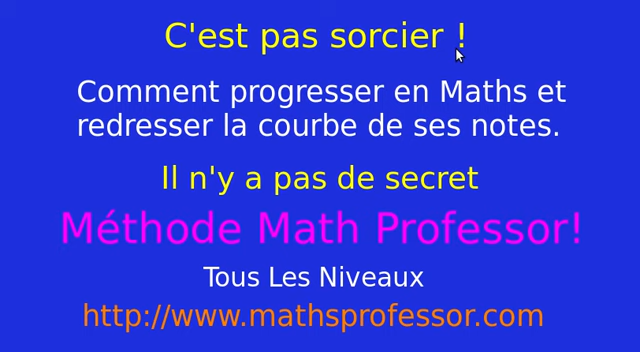 C'est pas sorcier !
Comment progresser en Maths et
redresser la courbe de ses notes.
Il n'y a pas de secret
Méthode Math Professor!
Tous Les Niveaux
http://www.mathsprofessor.com